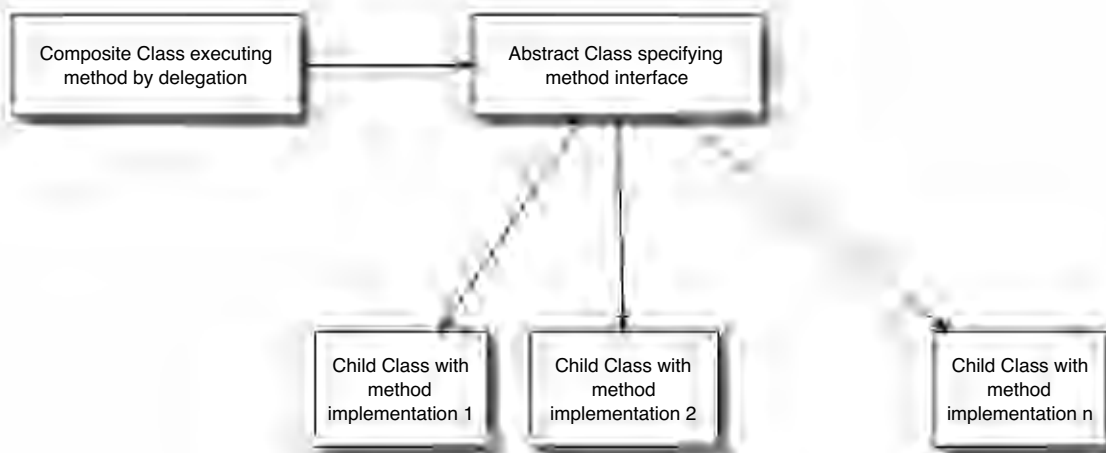 Composite Class executing
method by delegation
Abstract Class specifying
method interface
Child Class with
method
implementation 1
Child Class with
method
implementation 2
Child Class with
method
implementation n